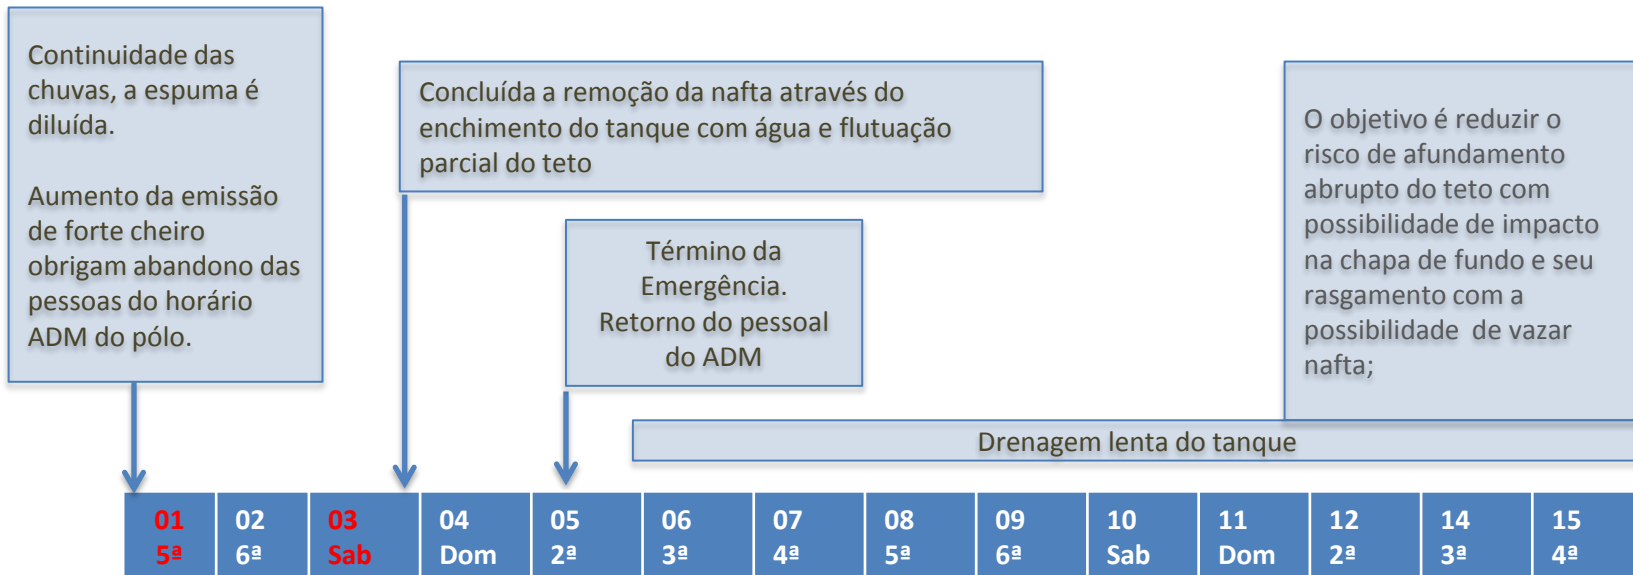 Continuidade das
chuvas, a espuma é
diluída.
Aumento da emissão
de forte cheiro
obrigam abandono das
pessoas do horário
ADM do pólo.
Concluída a remoção da nafta através do
enchimento do tanque com água e flutuação
parcial do teto
Término da
Emergência.
Retorno do pessoal
do ADM
O objetivo é reduzir o
risco de afundamento
abrupto do teto com
possibilidade de impacto
na chapa de fundo e seu
rasgamento com a
possibilidade de vazar
nafta;
Drenagem lenta do tanque
01 02 03 04 05 06 07 08 09 10 11 12 14 15
5ª 6ª Sab Dom 2ª 3ª 4ª 5ª 6ª Sab Dom 2ª 3ª 4ª